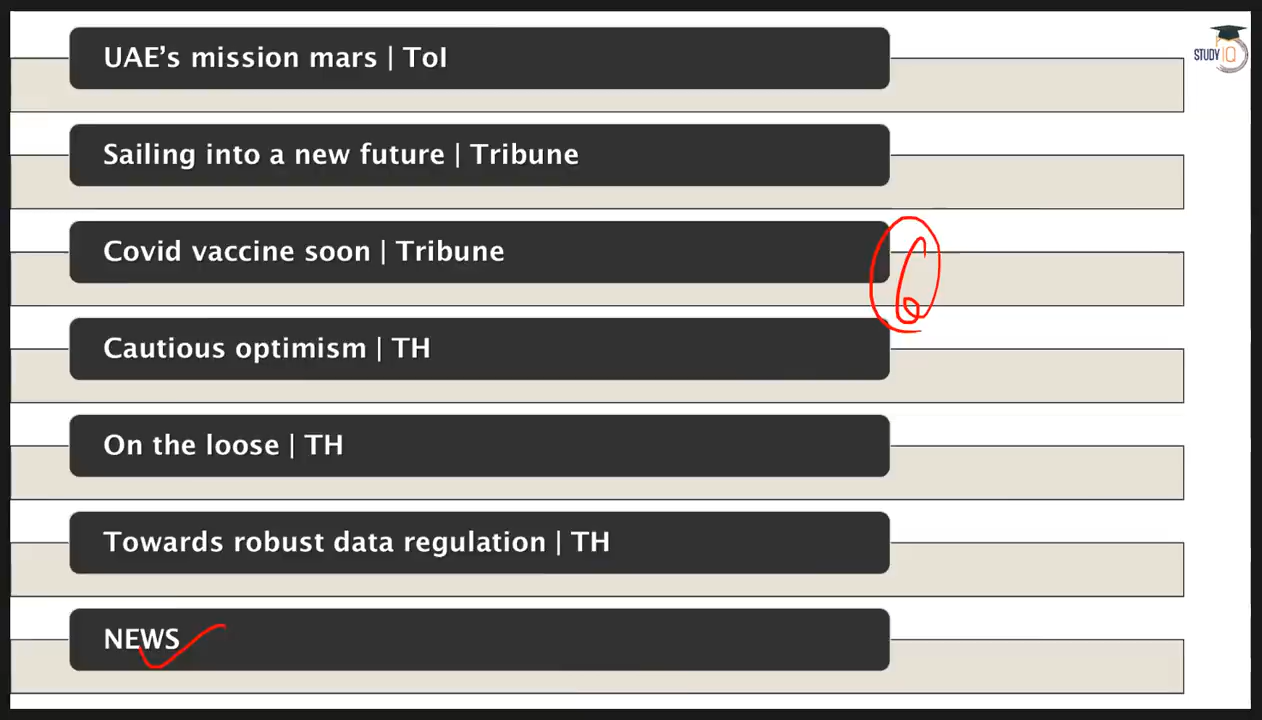 UAE’s mission mars | ToI
STUDY IQ
Sailing into a new future | Tribune
Covid vaccine soon | Tribune
6
Cautious optimism | TH
On the loose | TH
Towards robust data regulation | TH
NEWS